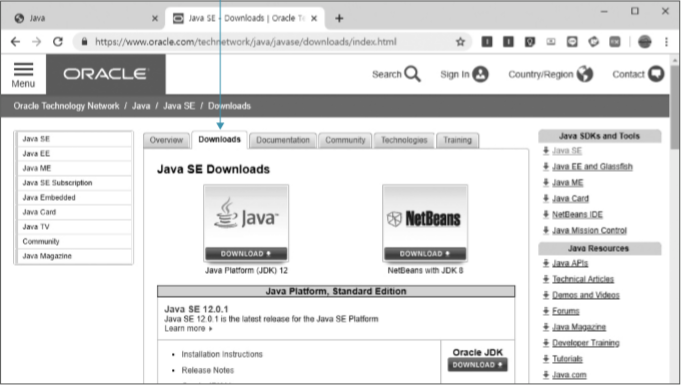 Java
Java SE - Downloads | Oracle Te
https://www.oracle.com/technetwork/java/javase/downloads/index.html
Menu
ORACLE
Search
Sign In
Country/Region
Contact
Oracle Technology Network / Java / Java SE / Downloads
Java SE
Java EE
Java ME
Java SE Subscription
Java Embedded
Java Card
Java TV
Community
Java Magazine
Overview
Downloads
Documentation
Community
Technologies
Training
Java SE Downloads
Java
DOWNLOAD
Java Platform (JDK) 12
NetBeans
DOWNLOAD
NetBeans with JDK 8
Java Platform, Standard Edition
Java SE 12.0.1
Java SE 12.0.1 is the latest release for the Java SE Platform
Learn more
Installation Instructions
Release Notes
Oracle JDK
DOWNLOAD
Java SDKs and Tools
Java SE
Java EE and Glassfish
Java ME
Java Card
NetBeans IDE
Java Mission Control
Java Resources
Java APIs
Technical Articles
Demos and Videos
Forums
Java Magazine
Developer Training
Tutorials
Java.com